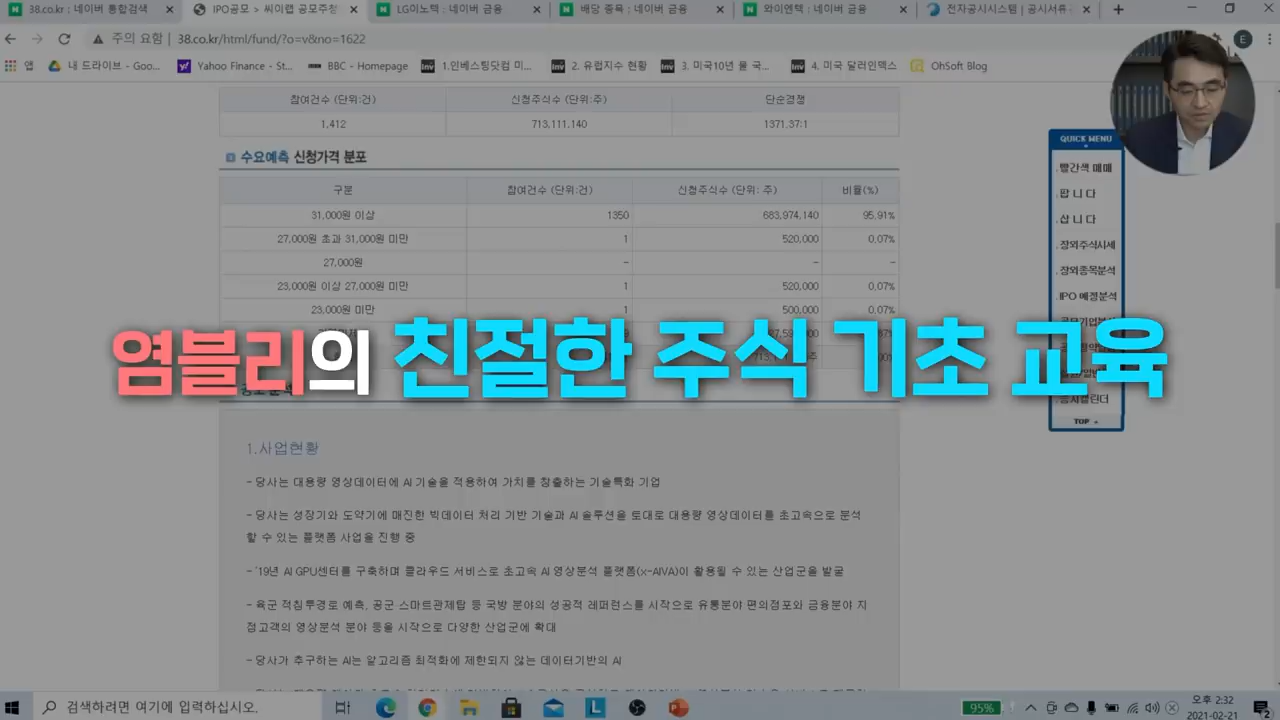 38.co.kr : 네이버 통합검색
IPO공모 > 씨이랩 공모주청
LG이노텍 : 네이버 금융
배당 종목 : 네이버 금융
와이엔텍 : 네이버 금융
전자공시시스템 | 공시서류
주의 요함 | 38.co.kr/html/fund/?o=v&no=1622
E
앱
내 드라이브 - Goo...
Yahoo Finance - St...
BBC - Homepage
1.인베스팅닷컴 미...
2. 유럽지수 현황
3. 미국10년 물 국...
4. 미국 달러인덱스
OhSoft Blog
참여건수 (단위:건) 신청주식수 (단위:주) 단순경쟁
1,412 713,111,140 1371.37:1
수요예측 신청가격 분포
구분 참여건수 (단위:건) 신청주식수 (단위: 주) 비율(%)
31,000원 이상 1350 683,974,140 95.91%
27,000원 초과 31,000원 미만 1 520,000 0.07%
27,000원 - - -
23,000원 이상 27,000원 미만 1 520,000 0.07%
23,000원 미만 1 500,000 0.07%
염블리의 친절한 주식 기초 교육
QUICK MENU
빨간색 매매
팝 니 다
삽 니 다
장외주식시세
장외종목분석
IPO 예정분석
공모기업분석
공시캘린더
TOP
1.사업현황
- 당사는 대용량 영상데이터에 AI 기술을 적용하여 가치를 창출하는 기술특화 기업
- 당사는 성장기와 도약기에 매진한 빅데이터 처리 기반 기술과 AI 솔루션을 토대로 대용량 영상데이터를 초고속으로 분석
할 수 있는 플랫폼 사업을 진행 중
- '19년 AI GPU센터를 구축하며 클라우드 서비스로 초고속 AI 영상분석 플랫폼(x-AIVA)이 활용될 수 있는 산업군을 발굴
- 육군 적침투경로 예측, 공군 스마트관제탑 등 국방 분야의 성공적 레퍼런스를 시작으로 유통분야 편의점포와 금융분야 지
점고객의 영상분석 분야 등을 시작으로 다양한 산업군에 확대
- 당사가 추구하는 AI는 알고리즘 최적화에 제한되지 않는 데이터기반의 AI
검색하려면 여기에 입력하십시오.
95%
오후 2:32
2021-02-21
2